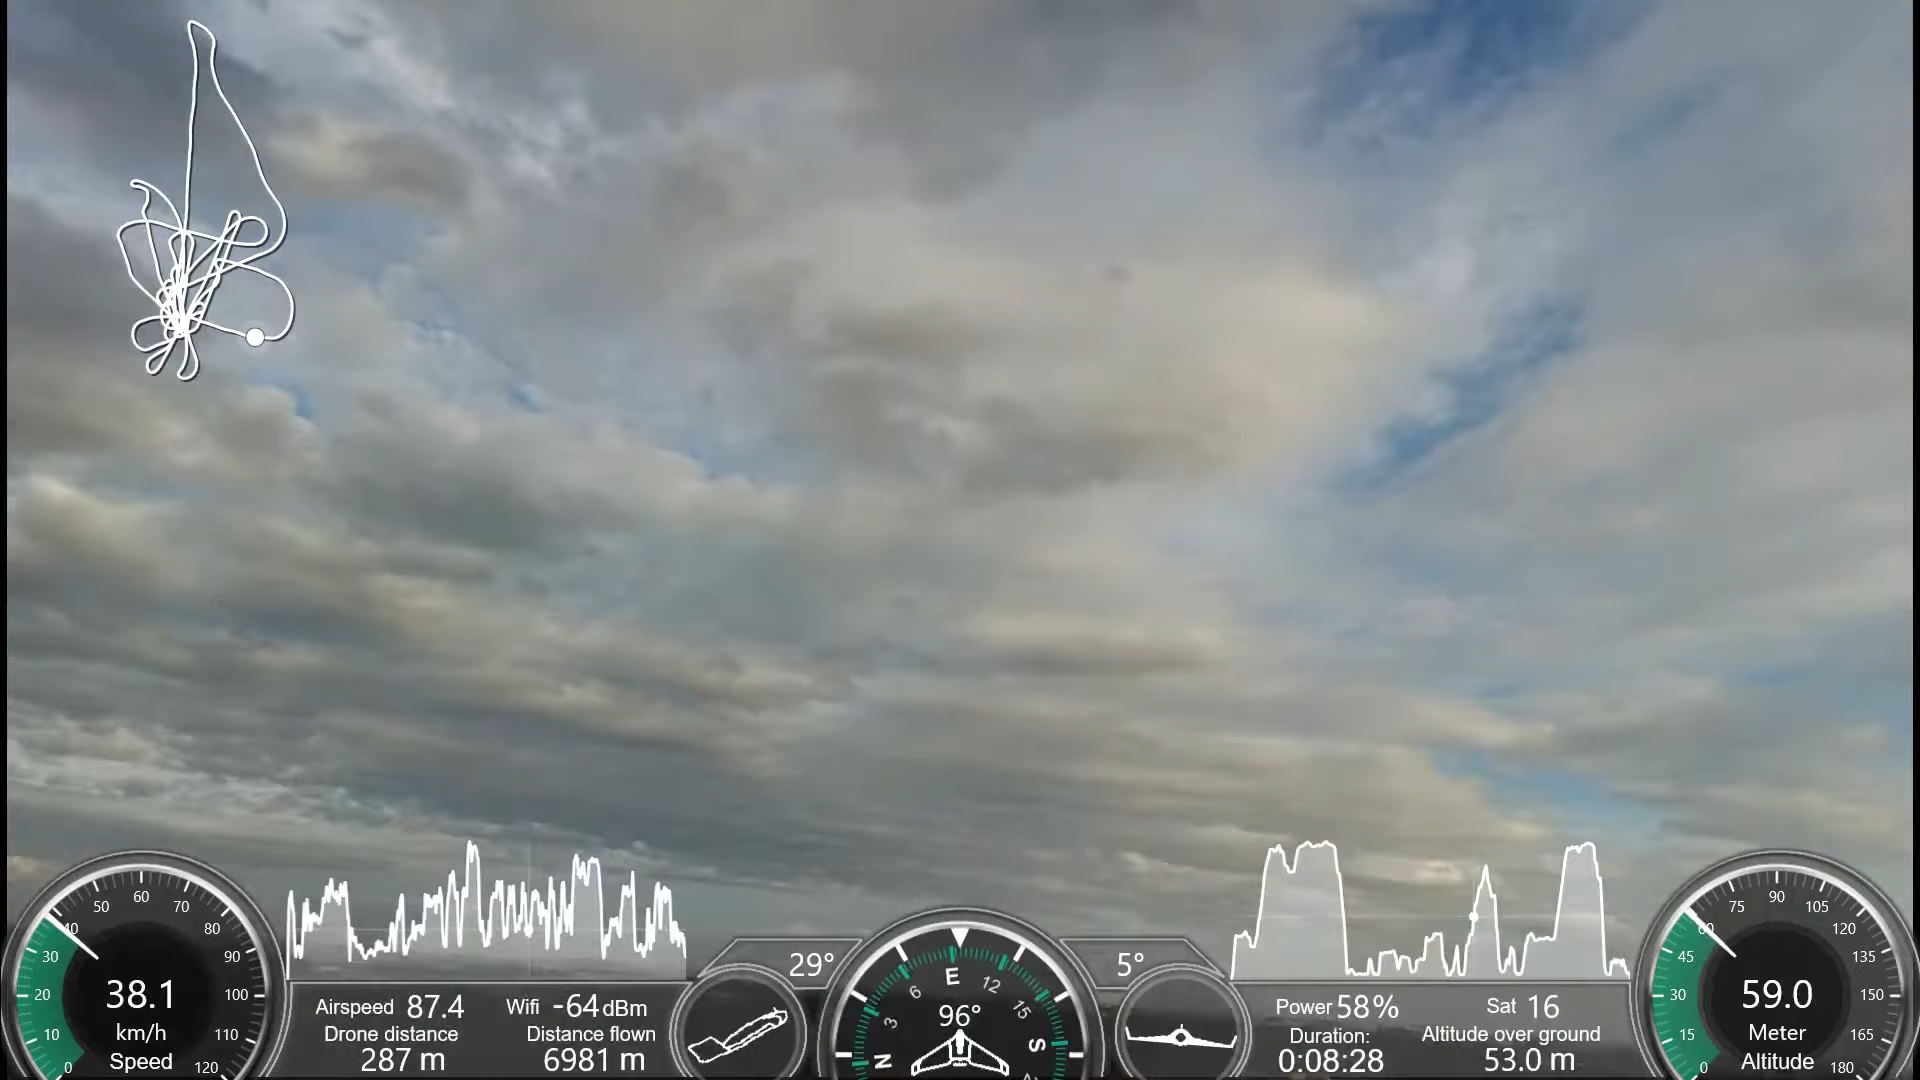 50 60 70
40 80
30 90
20 100
10 110
0 120
38.1
km/h
Speed
Airspeed 87.4 Wifi -64dBm
Drone distance Distance flown
287 m 6981 m
29°
N 3 6 E 12 15 S
96°
5°
Power 58% Sat 16
Duration: Altitude over ground
0:08:28 53.0 m
75 90 105
60 120
45 135
30 150
15 165
0 180
59.0
Meter
Altitude